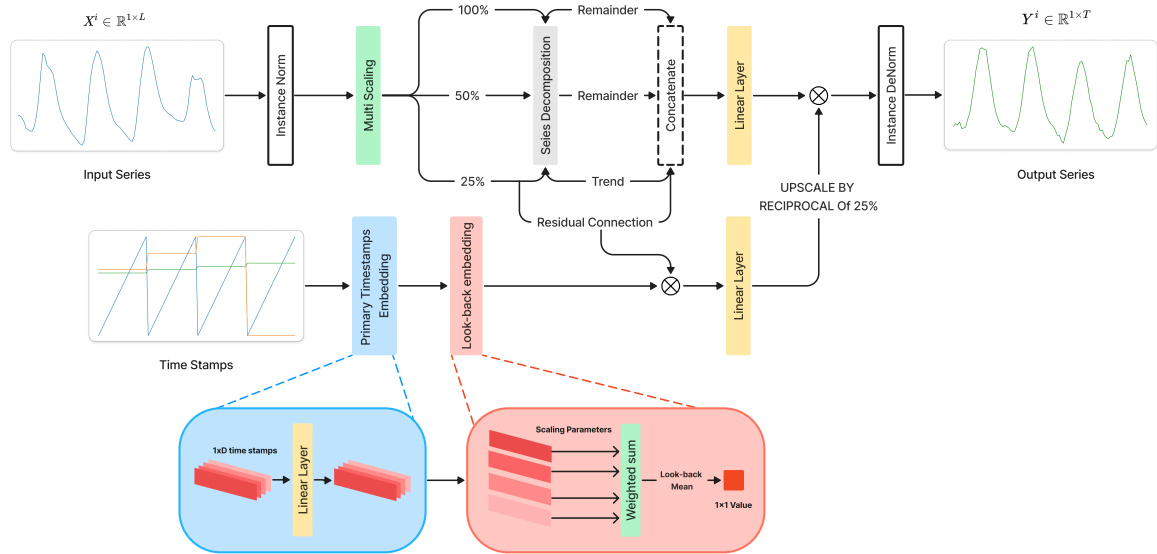 X^i ∈ ℝ^{1×L}
Input Series
Instance Norm
Multi Scaling
100%
50%
25%
Seies Decomposition
Remainder
Remainder
Trend
Residual Connection
Concatenate
Linear Layer
UPSCALE BY
RECIPROCAL Of 25%
Instance DeNorm
Y^i ∈ ℝ^{1×T}
Output Series
Time Stamps
Primary Timestamps
Embedding
Look-back embedding
Linear Layer
1xD time stamps
Linear Layer
Scaling Parameters
Weighted sum
Look-back
Mean
1×1 Value